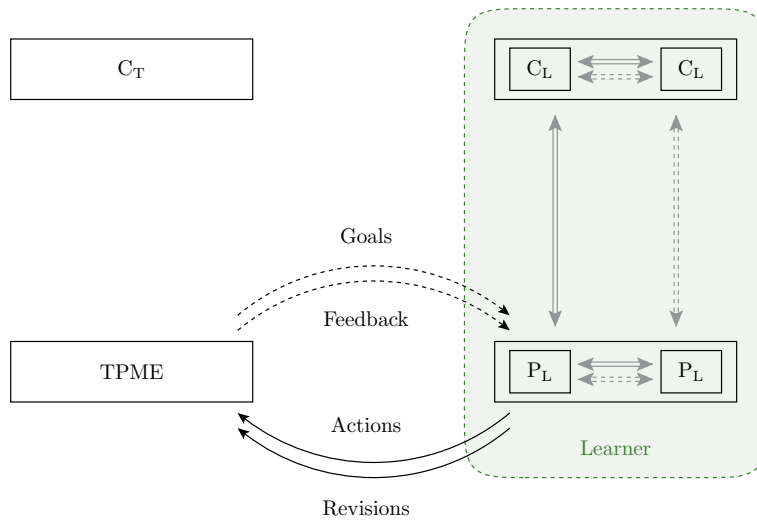 C_T
C_L C_L
Goals
Feedback
TPME
P_L P_L
Actions
Learner
Revisions